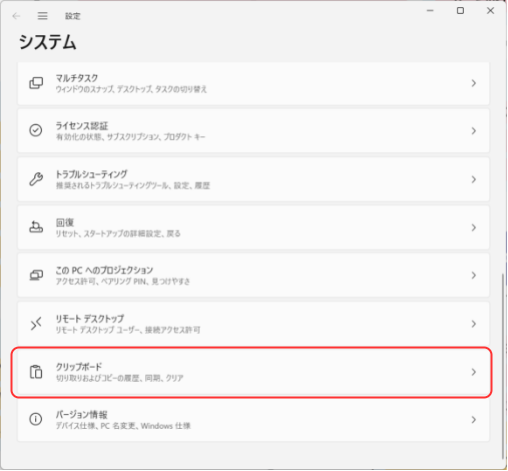 設定
システム
マルチタスク
ウィンドウのスナップ、デスクトップ、タスクの切り替え
ライセンス認証
有効化の状態、サブスクリプション、プロダクト キー
トラブルシューティング
推奨されるトラブルシューティングツール、設定、履歴
回復
リセット、スタートアップの詳細設定、戻る
この PC へのプロジェクション
アクセス許可、ペアリング PIN、見つけやすさ
リモート デスクトップ
リモート デスクトップ ユーザー、接続アクセス許可
クリップボード
切り取りおよびコピーの履歴、同期、クリア
バージョン情報
デバイス仕様、PC 名変更、Windows 仕様